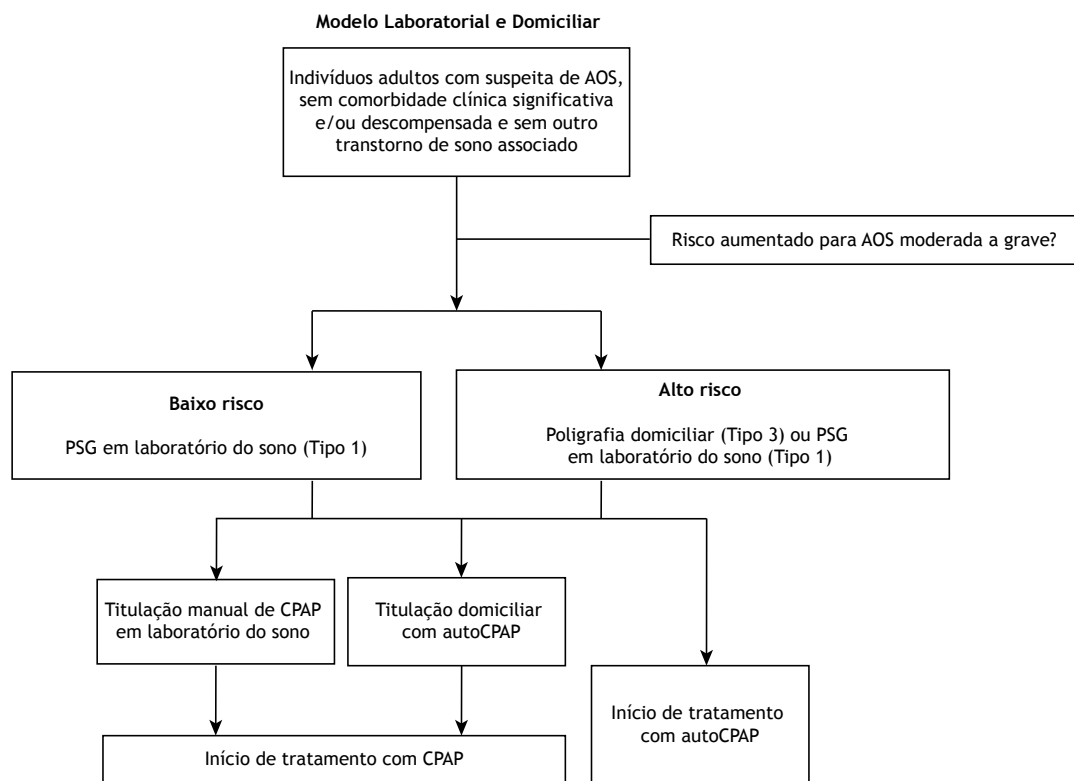 Modelo Laboratorial e Domiciliar
Indivíduos adultos com suspeita de AOS,
sem comorbidade clínica significativa
e/ou descompensada e sem outro
transtorno de sono associado
Risco aumentado para AOS moderada a grave?
Baixo risco
PSG em laboratório do sono (Tipo 1)
Alto risco
Poligrafia domiciliar (Tipo 3) ou PSG
em laboratório do sono (Tipo 1)
Titulação manual de CPAP
em laboratório do sono
Titulação domiciliar
com autoCPAP
Início de tratamento
com autoCPAP
Início de tratamento com CPAP